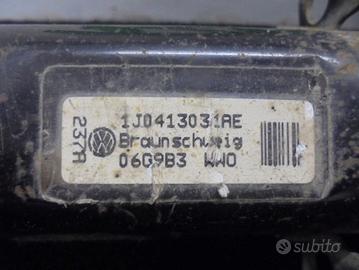 1J0413031AE
Braunschweig
06G9B3 WWO
237A
subito